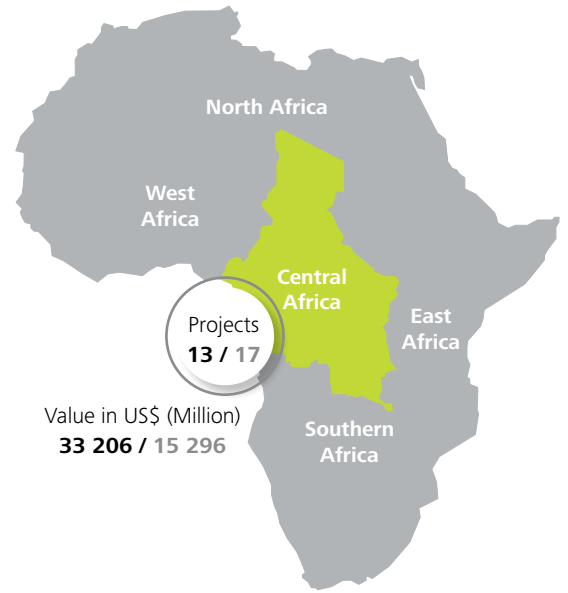 North Africa
West
Africa
Central
Africa
Projects
13 / 17
East
Africa
Value in US$ (Million)
33 206 / 15 296
Southern
Africa